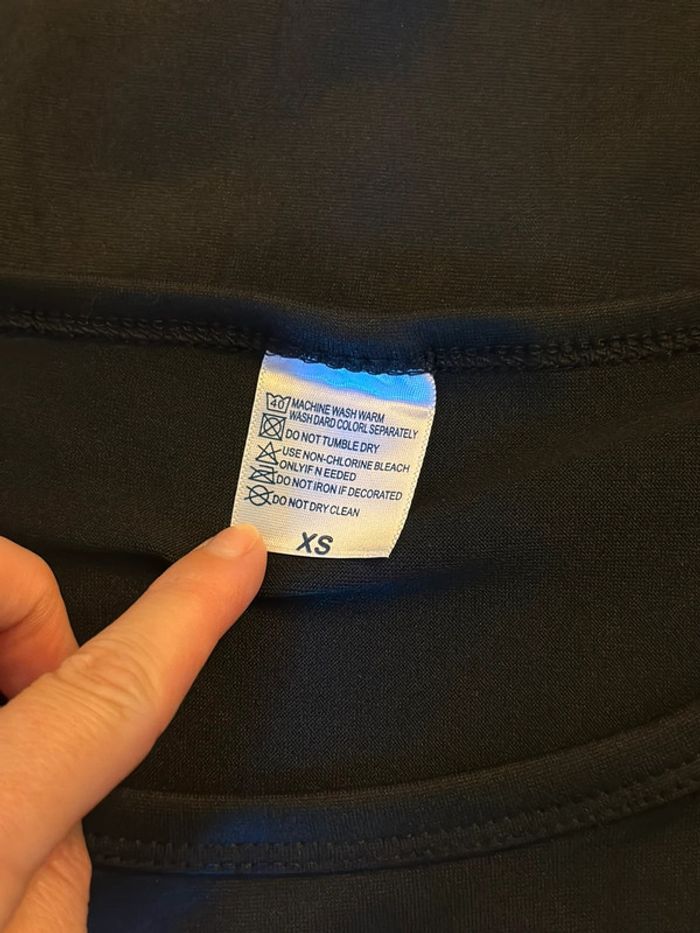 40 MACHINE WASH WARM
WASH DARD COLORL SEPARATELY
DO NOT TUMBLE DRY
USE NON-CHLORINE BLEACH
ONLYIF N EEDED
DO NOT IRON IF DECORATED
DO NOT DRY CLEAN
XS